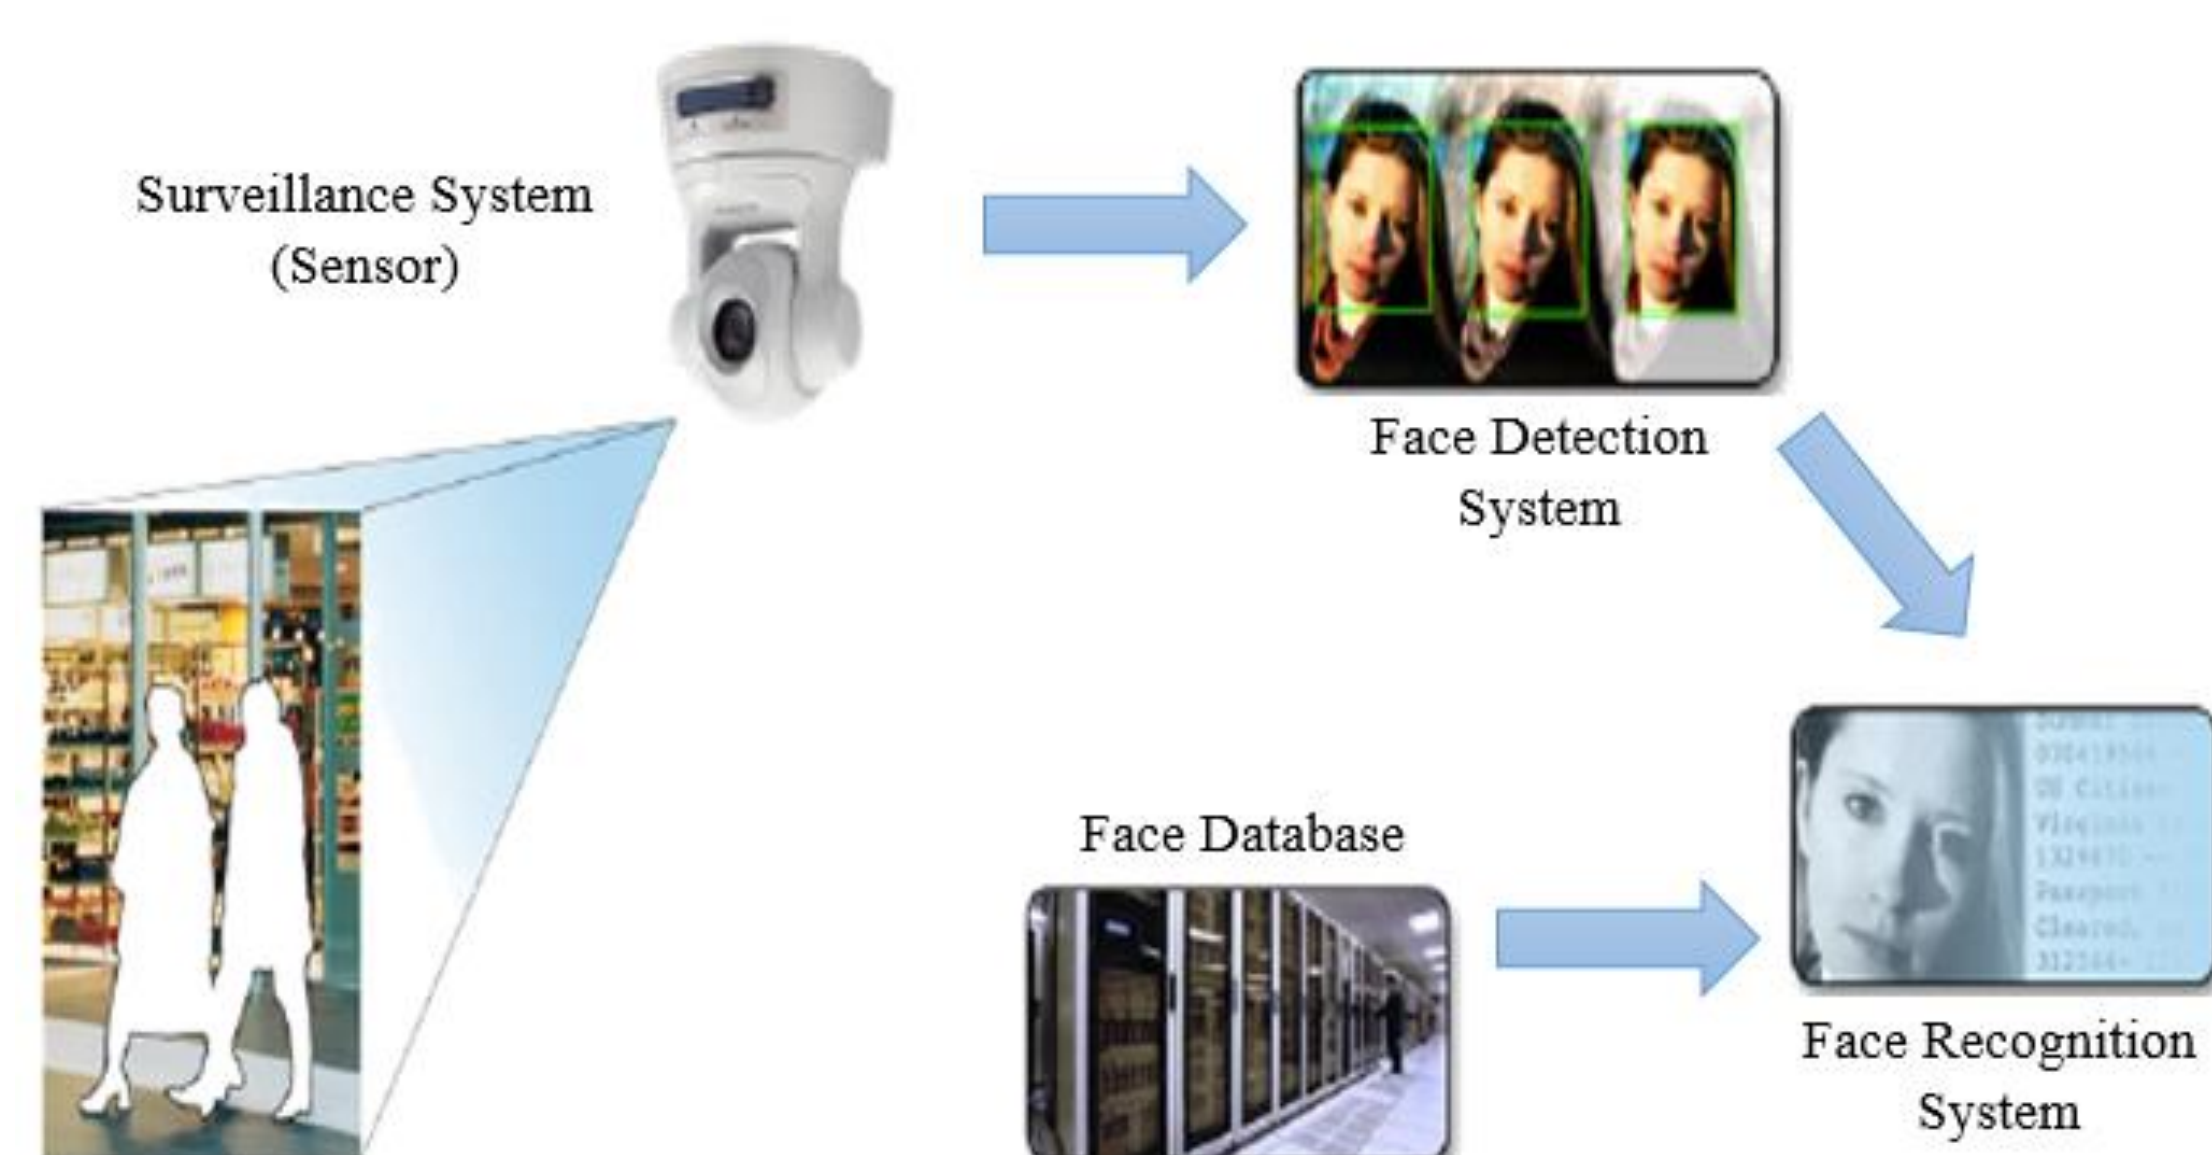 Surveillance System
(Sensor)
Face Detection
System
Face Database
Face Recognition
System